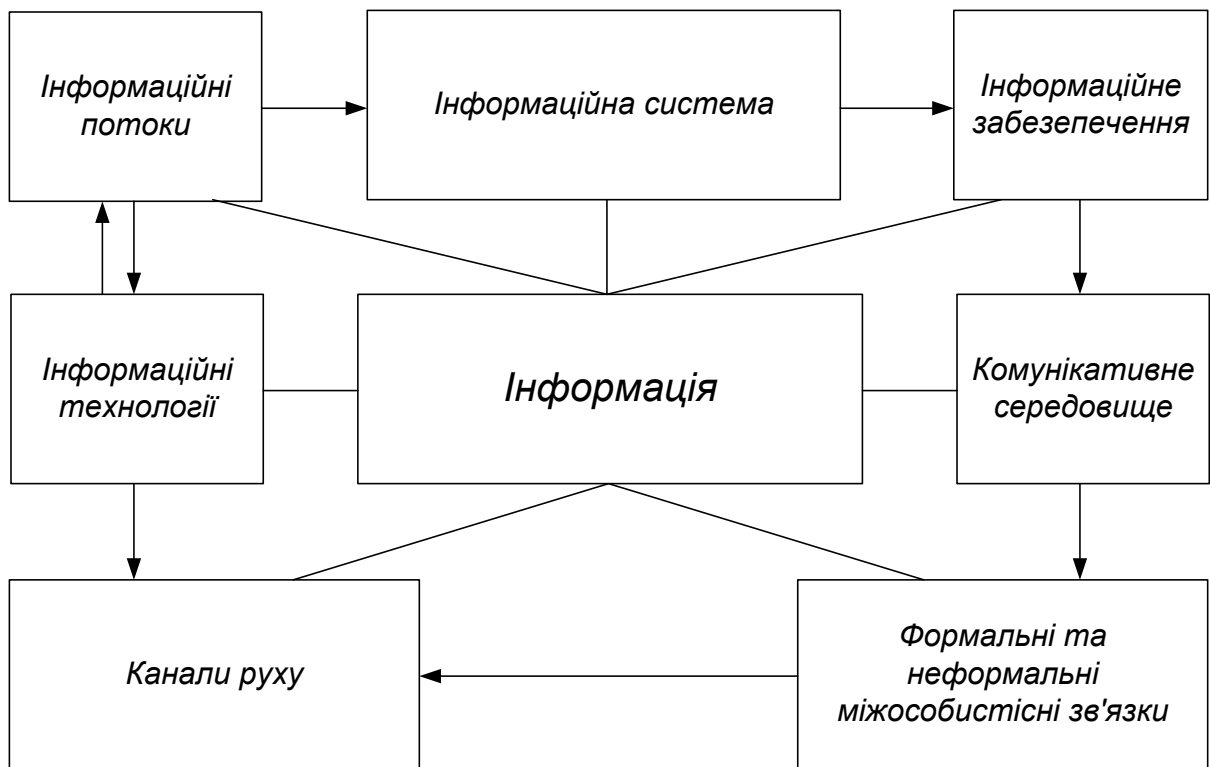 Інформаційні
потоки
Інформаційна система
Інформаційне
забезепечення
Інформаційні
технології
Інформація
Комунікативне
середовище
Канали руху
Формальні та
неформальні
міжособистісні зв'язки